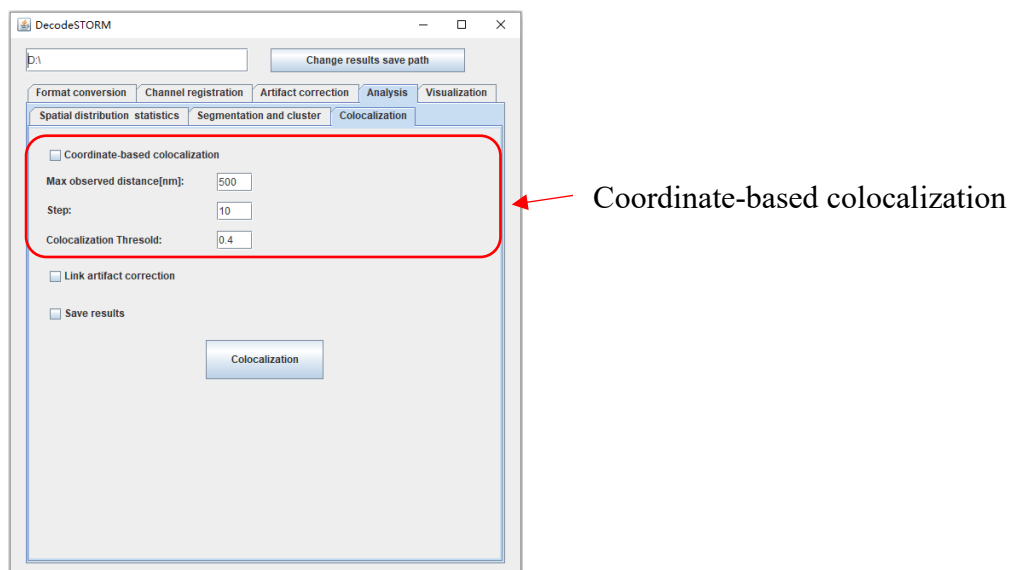 DecodeSTORM
D:\ Change results save path
Format conversion Channel registration Artifact correction Analysis Visualization
Spatial distribution statistics Segmentation and cluster Colocalization
Coordinate-based colocalization
Max observed distance[nm]: 500
Step: 10
Colocalization Thresold: 0.4
Link artifact correction
Save results
Colocalization
Coordinate-based colocalization